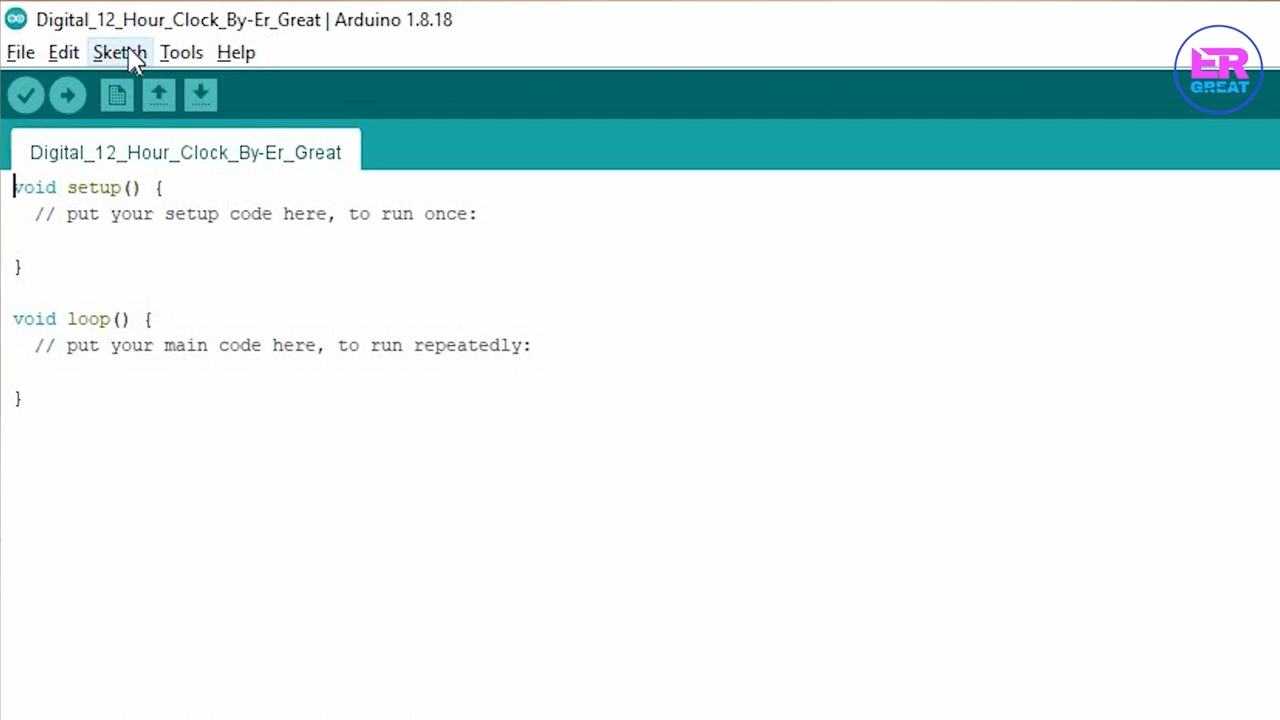 Digital_12_Hour_Clock_By-Er_Great | Arduino 1.8.18
File Edit Sketch Tools Help
ER
GREAT
Digital_12_Hour_Clock_By-Er_Great
void setup() {
// put your setup code here, to run once:
}
void loop() {
// put your main code here, to run repeatedly:
}